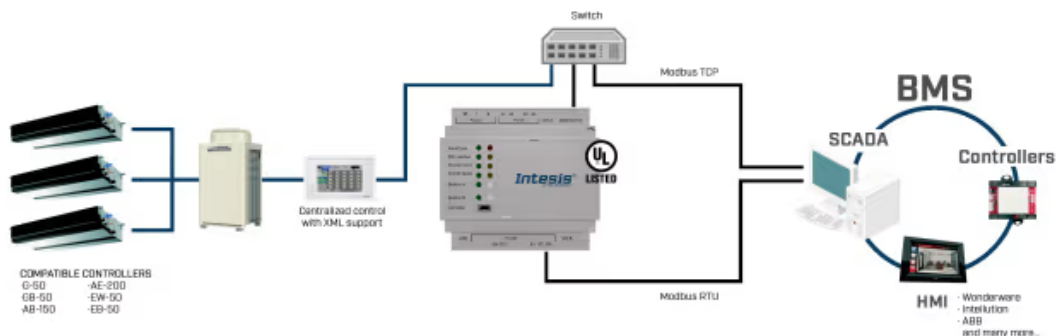 Switch
Modbus TCP
BMS
SCADA
Controllers
Intesis
UL
LISTED
Centralized control
with XML support
COMPATIBLE CONTROLLERS
·G-50 ·AE-200
·GB-50 ·EW-50
·AB-150 ·EB-50
Modbus RTU
HMI
· Wonderware
· Intellution
· ABB
and many more...